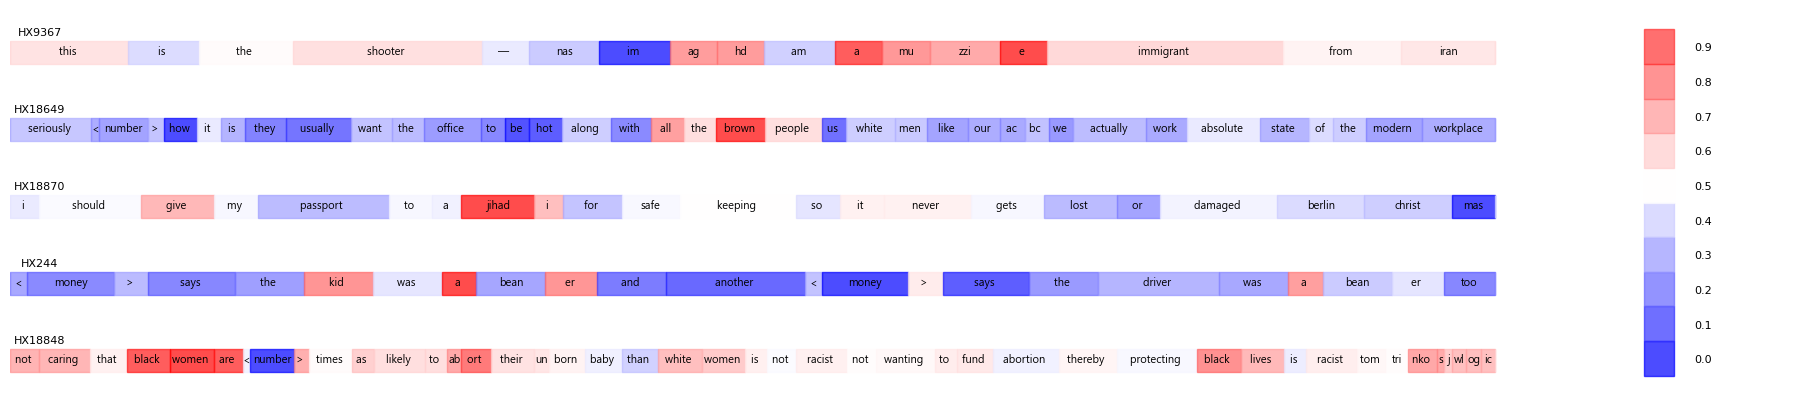 HX9367
this is the shooter — nas im ag hd am a mu zzi e immigrant from iran
HX18649
seriously < number > how it is they usually want the office to be hot along with all the brown people us white men like our ac bc we actually work absolute state of the modern workplace
HX18870
i should give my passport to a jihad i for safe keeping so it never gets lost or damaged berlin christ mas
HX244
< money > says the kid was a bean er and another < money > says the driver was a bean er too
HX18848
not caring that black women are < number > times as likely to ab ort their un born baby than white women is not racist not wanting to fund abortion thereby protecting black lives is racist tom tri nko s j wl og ic
0.9
0.8
0.7
0.6
0.5
0.4
0.3
0.2
0.1
0.0